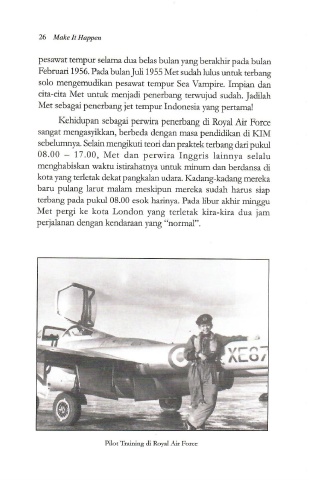 26 Make It Happen
pesawat tempur selama dua belas bulan yang berakhir pada bulan
Februari 1956. Pada bulan Juli 1955 Met sudah lulus untuk terbang
solo mengemudikan pesawat tempur Sea Vampire. Impian dan
cita-cita Met untuk menjadi penerbang terwujud sudah. Jadilah
Met sebagai penerbang jet tempur Indonesia yang pertama!
Kehidupan sebagai perwira penerbang di Royal Air Force
sangat mengasyikkan, berbeda dengan masa pendidikan di KIM
sebelumnya. Selain mengikuti teori dan praktek terbang dari pukul
08.00 – 17.00, Met dan perwira Inggris lainnya selalu
menghabiskan waktu istirahatnya untuk minum dan berdansa di
kota yang terletak dekat pangkalan udara. Kadang-kadang mereka
baru pulang larut malam meskipun mereka sudah harus siap
terbang pada pukul 08.00 esok harinya. Pada libur akhir minggu
Met pergi ke kota London yang terletak kira-kira dua jam
perjalanan dengan kendaraan yang “normal”.
XE87
Pilot Training di Royal Air Force